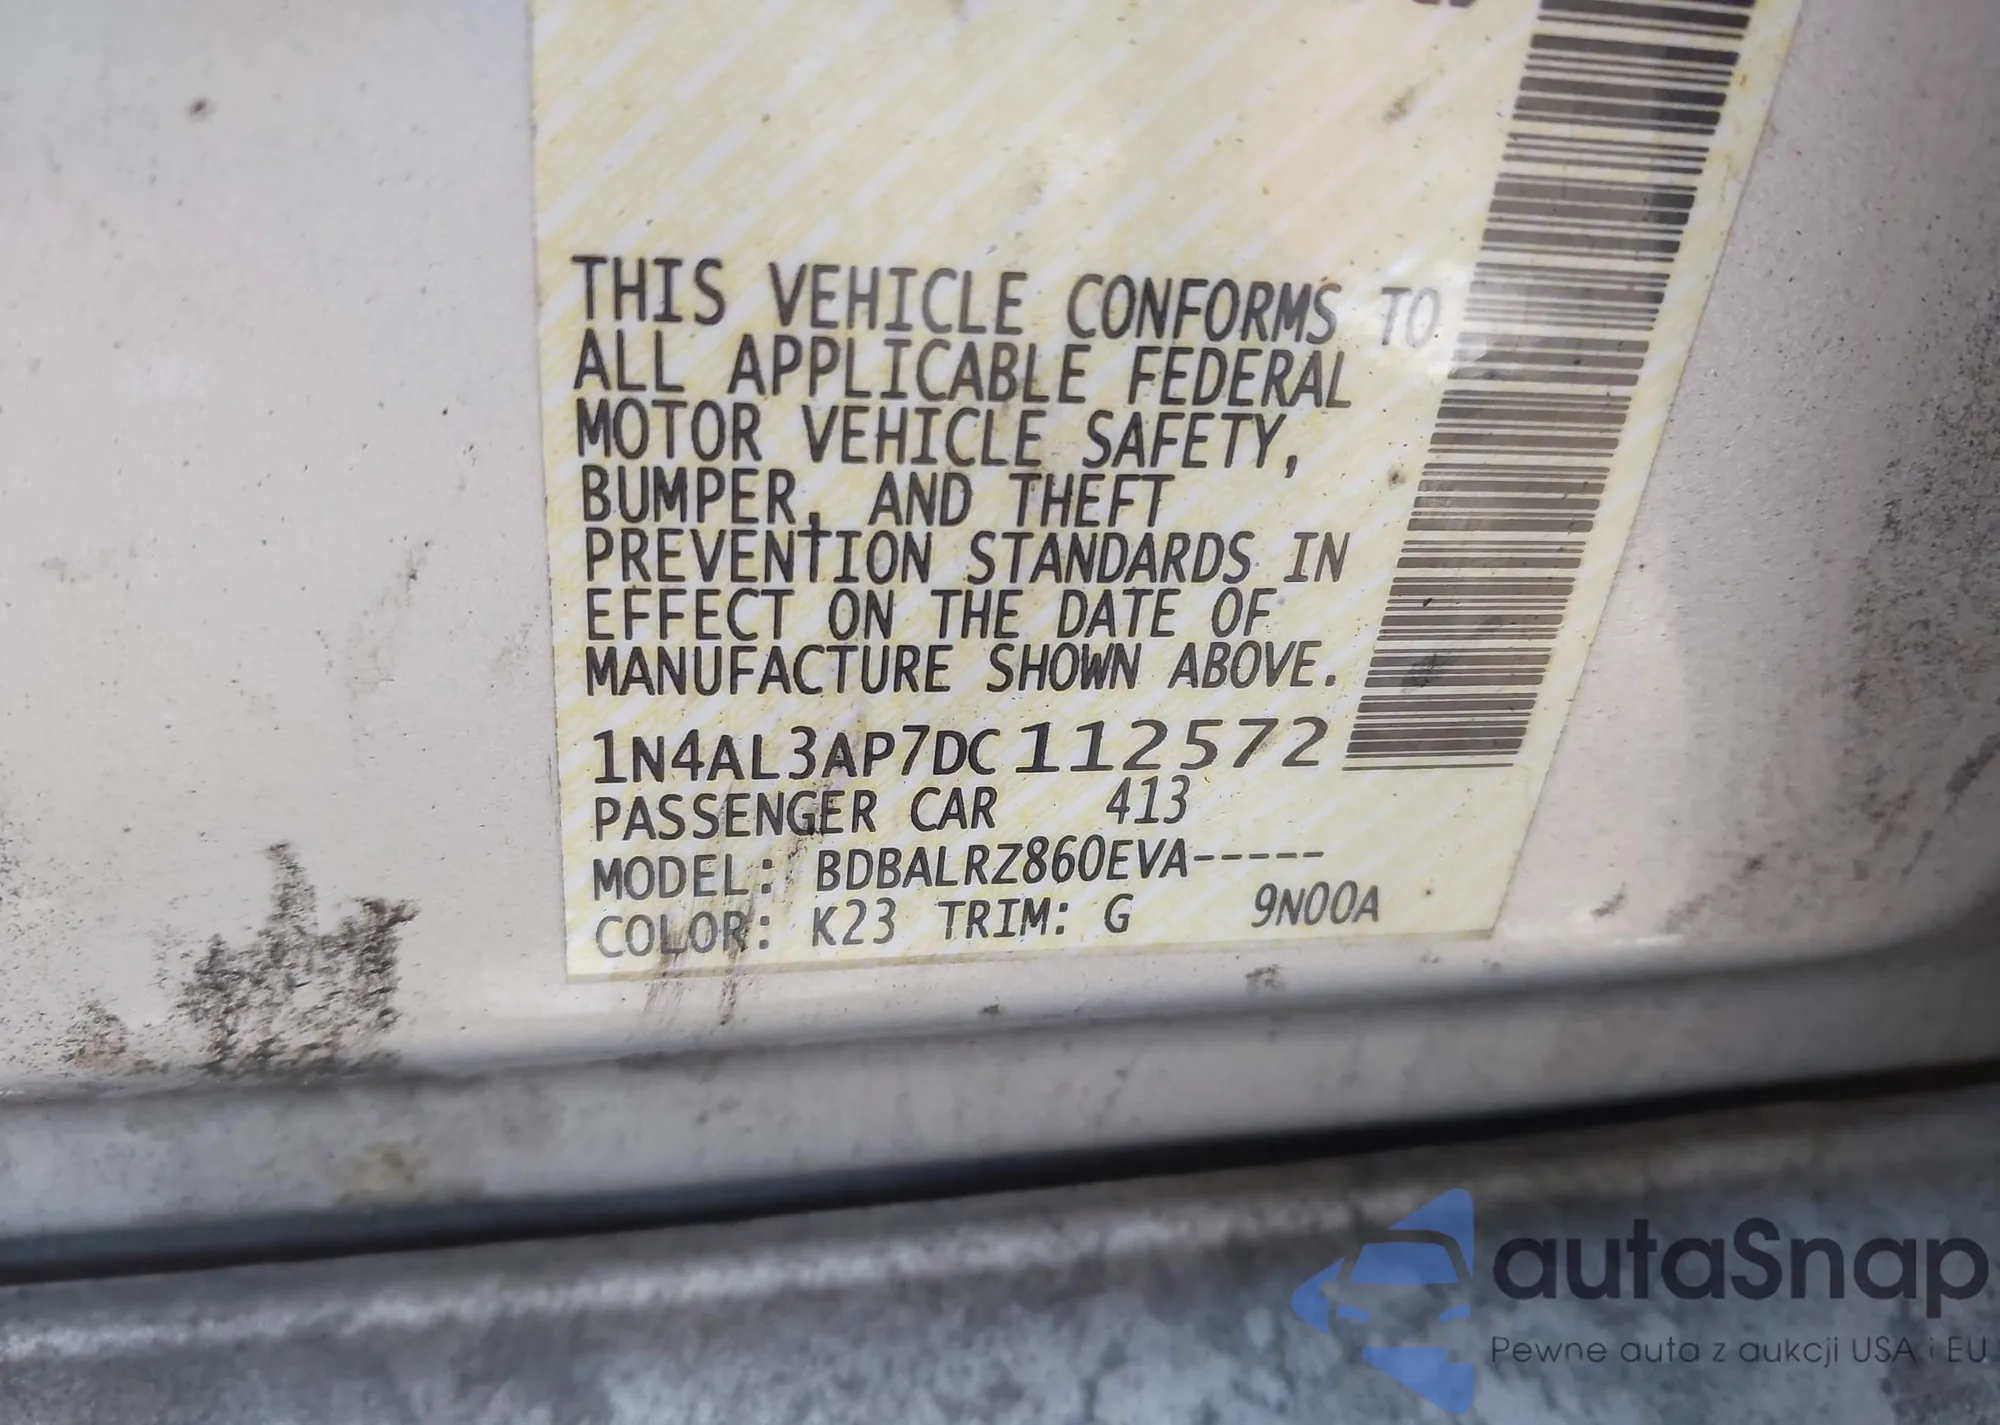 THIS VEHICLE CONFORMS TO
ALL APPLICABLE FEDERAL
MOTOR VEHICLE SAFETY,
BUMPER, AND THEFT
PREVENTION STANDARDS IN
EFFECT ON THE DATE OF
MANUFACTURE SHOWN ABOVE.
1N4AL3AP7DC112572
PASSENGER CAR 413
MODEL: BDBALRZ860EVA-----
COLOR: K23 TRIM: G 9N00A
autaSnap
Pewne auta z aukcji USA i EU